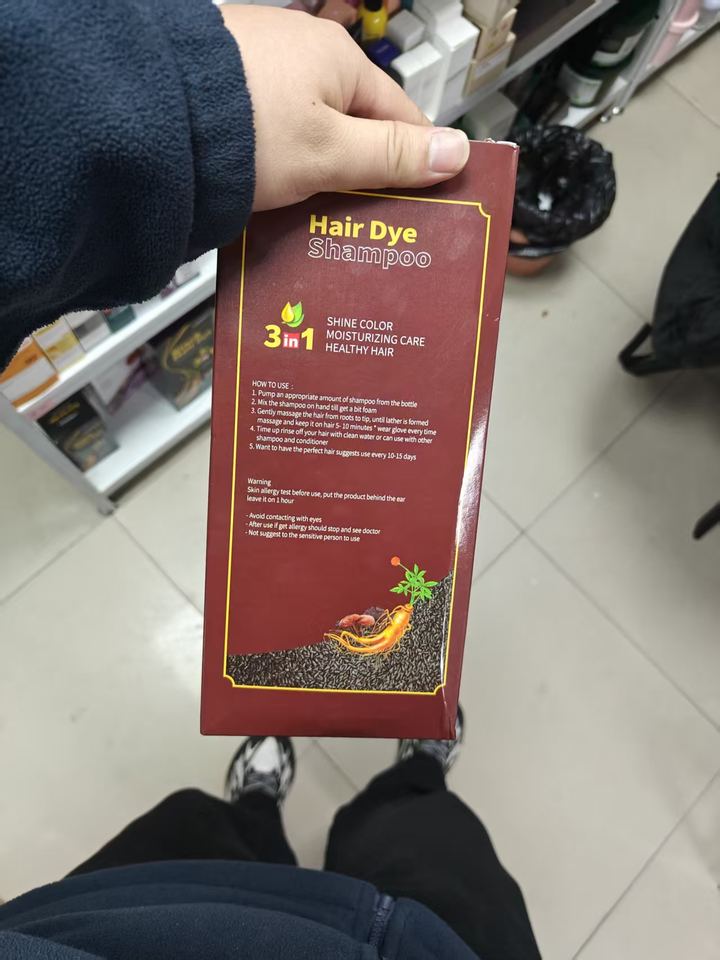 Hair Dye
Shampoo
3in1
SHINE COLOR
MOISTURIZING CARE
HEALTHY HAIR
HOW TO USE :
1. Pump an appropriate amount of shampoo from the bottle
2. Mix the shampoo on hand till get a bit foam
3. Gently massage the hair from roots to tip, until lather is formed
massage and keep it on hair 5- 10 minutes * wear glove every time
4. Time up rinse off your hair with clean water or can use with other
shampoo and conditioner
5. Want to have the perfect hair suggests use every 10-15 days
Warning
Skin allergy test before use, put the product behind the ear
leave it on 1 hour
- Avoid contacting with eyes
- After use if get allergy should stop and see doctor
- Not suggest to the sensitive person to use